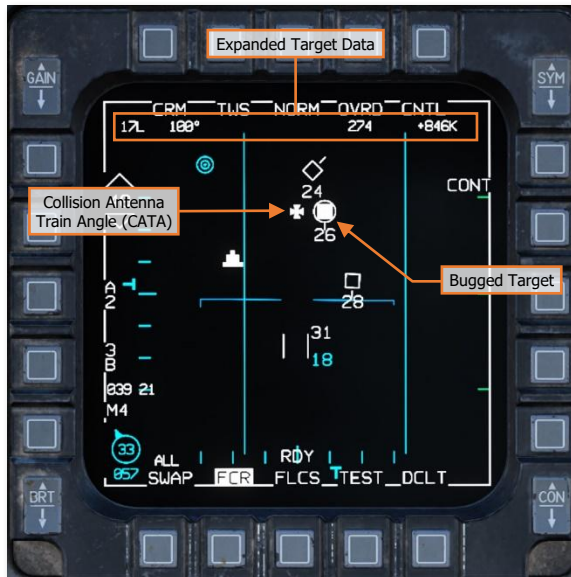 Expanded Target Data
GAIN
SYM
CRM TWS NORM OVRD CNTL
17L 100° 274 +846K
24
CONT
Collision Antenna
Train Angle (CATA)
26
Bugged Target
A
2
28
31
18
3
B
039 21
M4
33
057
ALL RDY
SWAP FCR FLCS TEST DCLT
BRT
CON